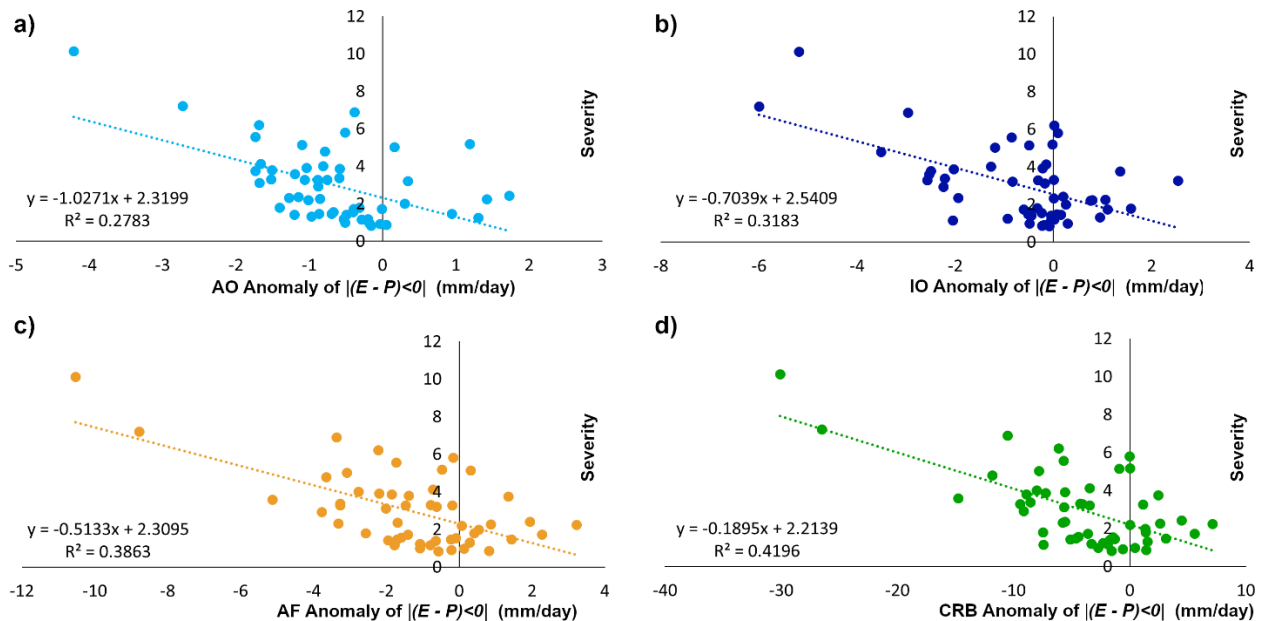 a)
12
10
8
6
4
2
0
Severity
y = -1.0271x + 2.3199
R² = 0.2783
-5 -4 -3 -2 -1 0 1 2 3
AO Anomaly of |(E - P)<0| (mm/day)
b)
12
10
8
6
4
2
0
Severity
y = -0.7039x + 2.5409
R² = 0.3183
-8 -6 -4 -2 0 2 4
IO Anomaly of |(E - P)<0| (mm/day)
c)
12
10
8
6
4
2
0
Severity
y = -0.5133x + 2.3095
R² = 0.3863
-12 -10 -8 -6 -4 -2 0 2 4
AF Anomaly of |(E - P)<0| (mm/day)
d)
12
10
8
6
4
2
0
Severity
y = -0.1895x + 2.2139
R² = 0.4196
-40 -30 -20 -10 0 10
CRB Anomaly of |(E - P)<0| (mm/day)